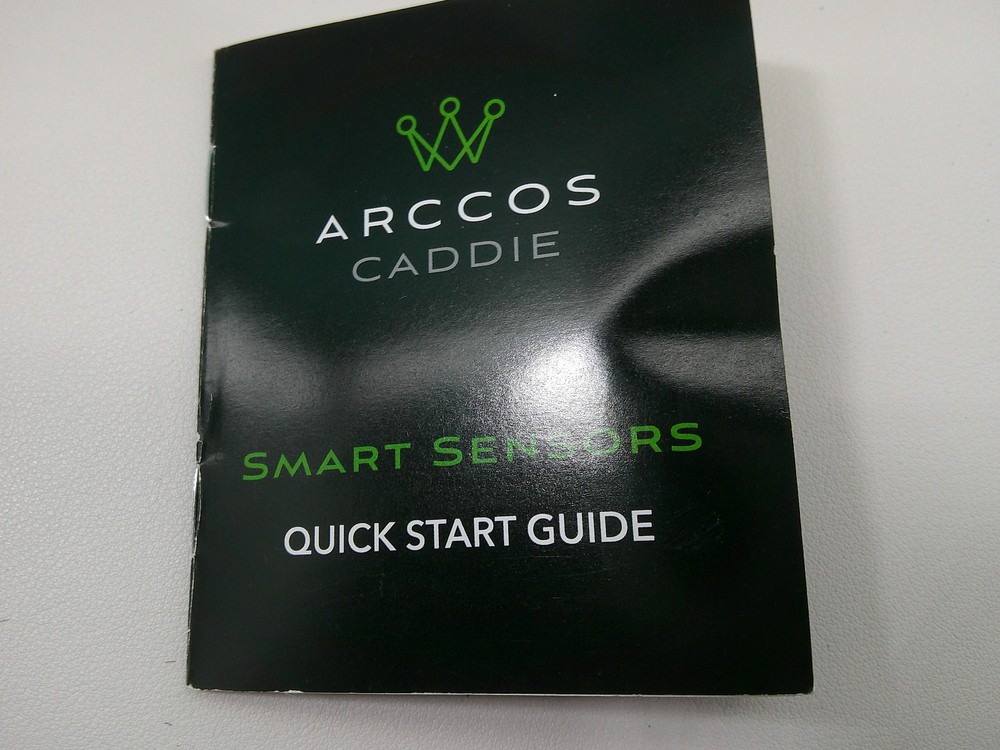 ARCCOS
CADDIE
SMART SENSORS
QUICK START GUIDE